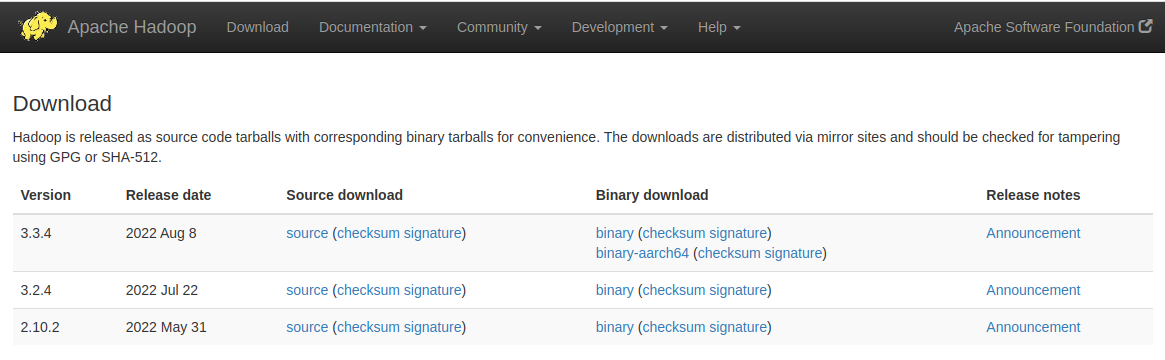 Apache Hadoop Download Documentation Community Development Help Apache Software Foundation
Download
Hadoop is released as source code tarballs with corresponding binary tarballs for convenience. The downloads are distributed via mirror sites and should be checked for tampering
using GPG or SHA-512.
Version Release date Source download Binary download Release notes
3.3.4 2022 Aug 8 source (checksum signature) binary (checksum signature) Announcement
binary-aarch64 (checksum signature)
3.2.4 2022 Jul 22 source (checksum signature) binary (checksum signature) Announcement
2.10.2 2022 May 31 source (checksum signature) binary (checksum signature) Announcement